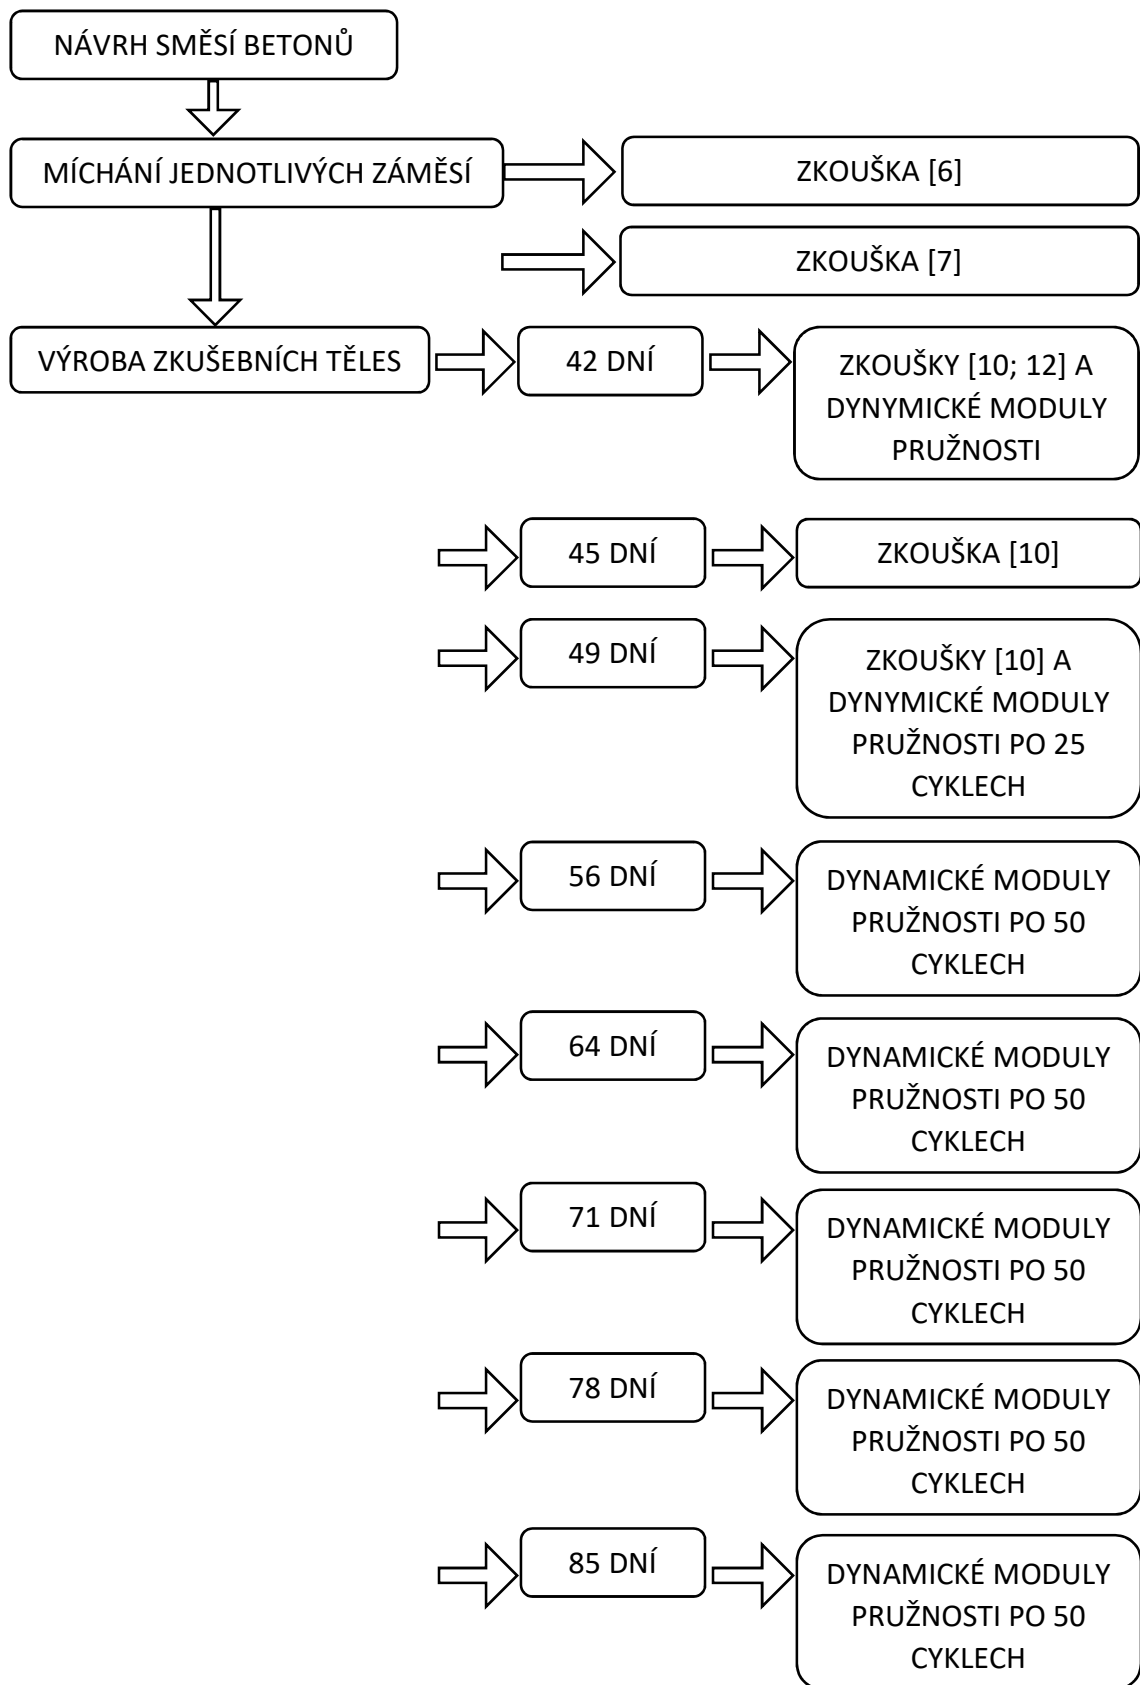 NÁVRH SMĚSÍ BETONŮ
MÍCHÁNÍ JEDNOTLIVÝCH ZÁMĚSÍ
ZKOUŠKA [6]
ZKOUŠKA [7]
VÝROBA ZKUŠEBNÍCH TĚLES
42 DNÍ
ZKOUŠKY [10; 12] A
DYNYMICKÉ MODULY
PRUŽNOSTI
45 DNÍ
ZKOUŠKA [10]
49 DNÍ
ZKOUŠKY [10] A
DYNYMICKÉ MODULY
PRUŽNOSTI PO 25
CYKLECH
56 DNÍ
DYNAMICKÉ MODULY
PRUŽNOSTI PO 50
CYKLECH
64 DNÍ
DYNAMICKÉ MODULY
PRUŽNOSTI PO 50
CYKLECH
71 DNÍ
DYNAMICKÉ MODULY
PRUŽNOSTI PO 50
CYKLECH
78 DNÍ
DYNAMICKÉ MODULY
PRUŽNOSTI PO 50
CYKLECH
85 DNÍ
DYNAMICKÉ MODULY
PRUŽNOSTI PO 50
CYKLECH